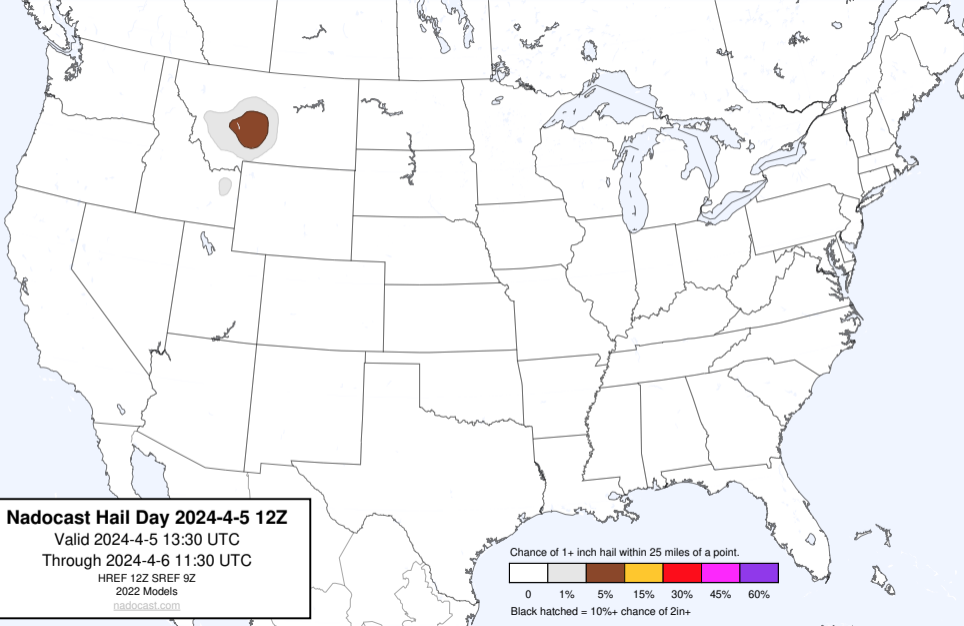 Nadocast Hail Day 2024-4-5 12Z
Valid 2024-4-5 13:30 UTC
Through 2024-4-6 11:30 UTC
HREF 12Z SREF 9Z
2022 Models
nadocast.com
Chance of 1+ inch hail within 25 miles of a point.
0 1% 5% 15% 30% 45% 60%
Black hatched = 10%+ chance of 2in+